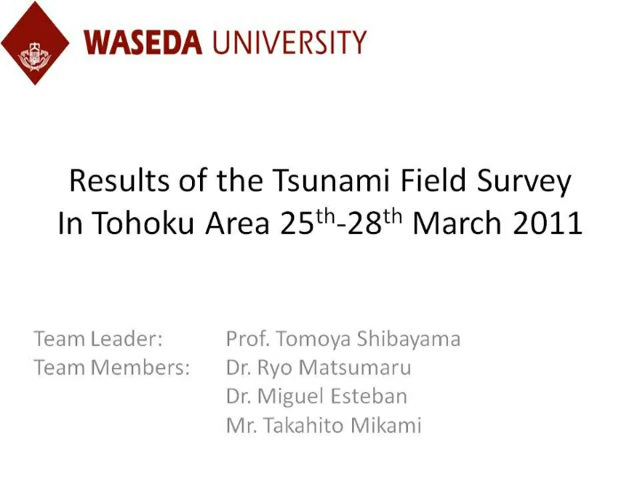 WASEDA UNIVERSITY
Results of the Tsunami Field Survey
In Tohoku Area 25th-28th March 2011
Team Leader: Prof. Tomoya Shibayama
Team Members: Dr. Ryo Matsumaru
Dr. Miguel Esteban
Mr. Takahito Mikami